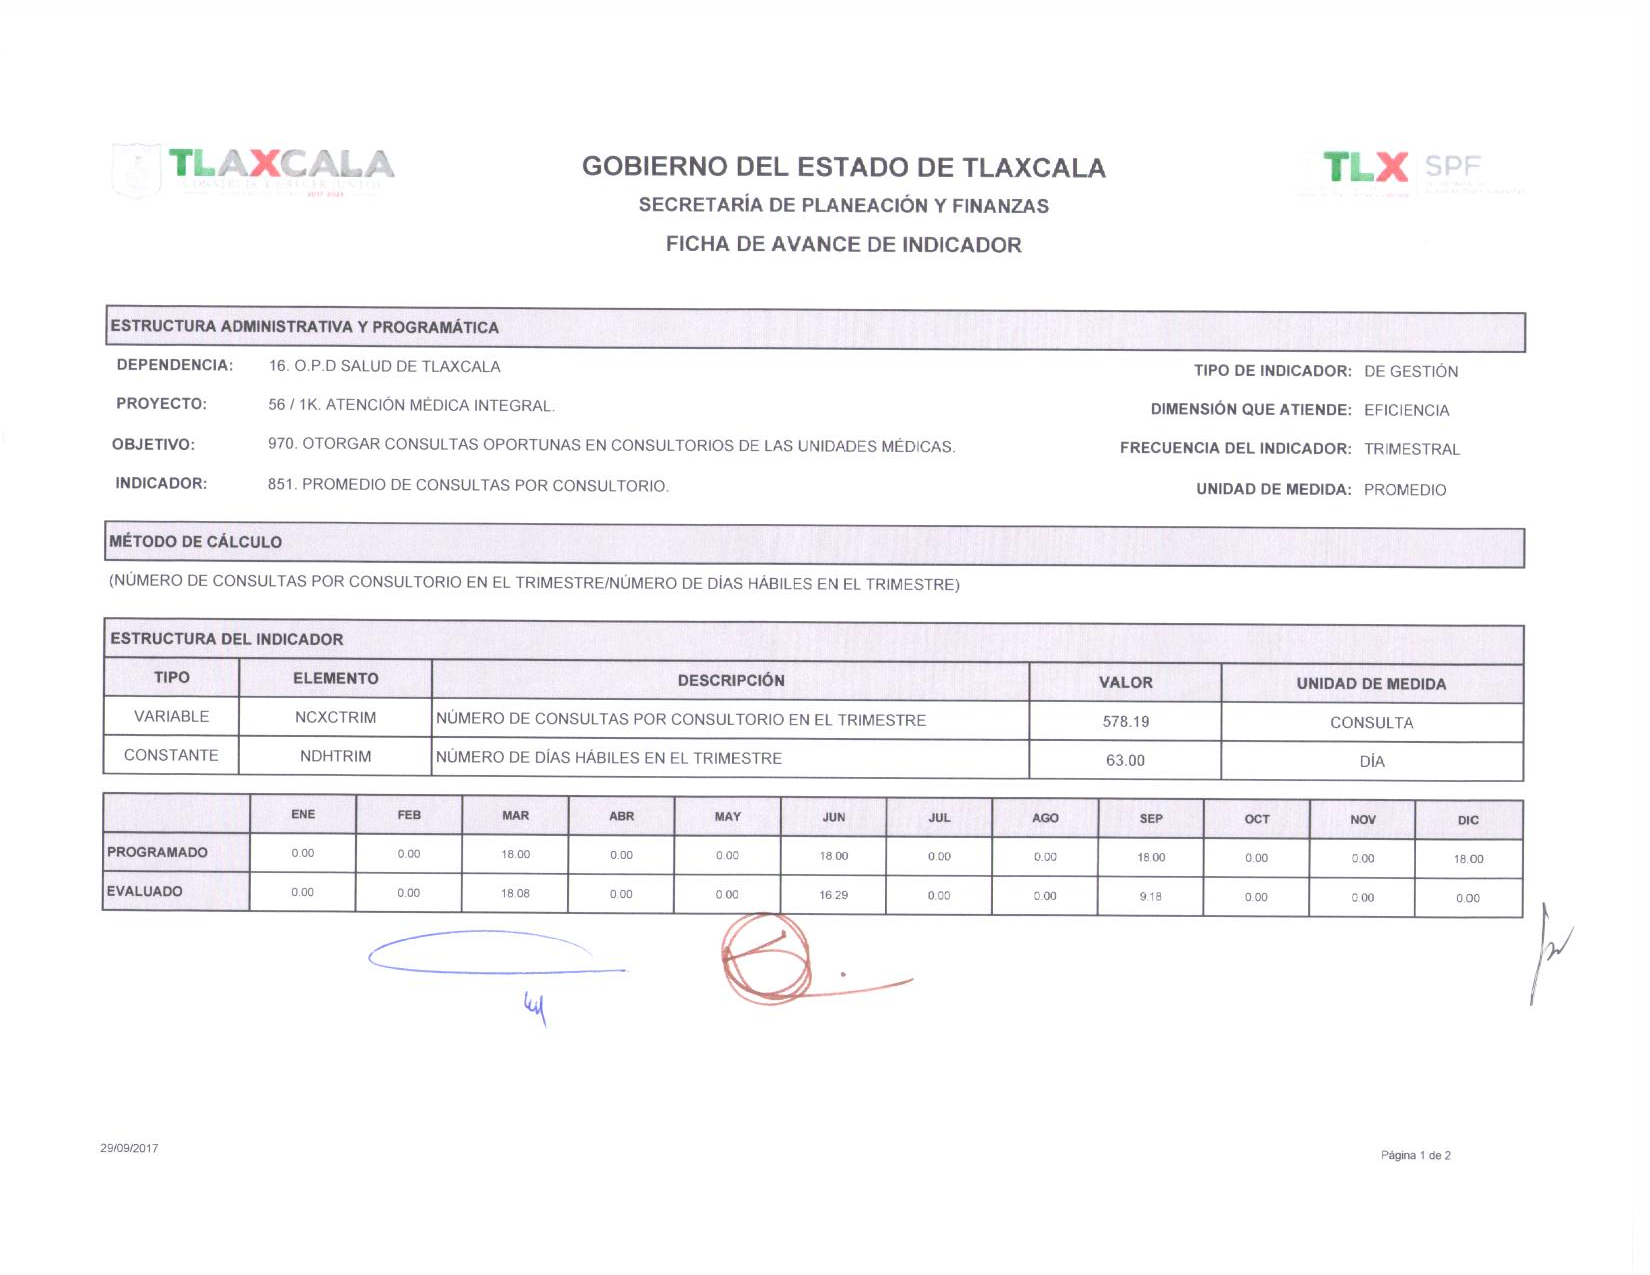 TLAXCALA
CONSTRUIR Y CRECER JUNTOS
2017-2021
GOBIERNO DEL ESTADO DE TLAXCALA
SECRETARÍA DE PLANEACIÓN Y FINANZAS
FICHA DE AVANCE DE INDICADOR
TLX SPF
ESTRUCTURA ADMINISTRATIVA Y PROGRAMÁTICA
DEPENDENCIA: 16. O.P.D SALUD DE TLAXCALA TIPO DE INDICADOR: DE GESTIÓN
PROYECTO: 56 / 1K. ATENCIÓN MÉDICA INTEGRAL. DIMENSIÓN QUE ATIENDE: EFICIENCIA
OBJETIVO: 970. OTORGAR CONSULTAS OPORTUNAS EN CONSULTORIOS DE LAS UNIDADES MÉDICAS. FRECUENCIA DEL INDICADOR: TRIMESTRAL
INDICADOR: 851. PROMEDIO DE CONSULTAS POR CONSULTORIO. UNIDAD DE MEDIDA: PROMEDIO
MÉTODO DE CÁLCULO
(NÚMERO DE CONSULTAS POR CONSULTORIO EN EL TRIMESTRE/NÚMERO DE DÍAS HÁBILES EN EL TRIMESTRE)
ESTRUCTURA DEL INDICADOR
TIPO ELEMENTO DESCRIPCIÓN VALOR UNIDAD DE MEDIDA
VARIABLE NCXCTRIM NÚMERO DE CONSULTAS POR CONSULTORIO EN EL TRIMESTRE 578.19 CONSULTA
CONSTANTE NDHTRIM NÚMERO DE DÍAS HÁBILES EN EL TRIMESTRE 63.00 DÍA
ENE FEB MAR ABR MAY JUN JUL AGO SEP OCT NOV DIC
PROGRAMADO 0.00 0.00 18.00 0.00 0.00 18.00 0.00 0.00 18.00 0.00 0.00 18.00
EVALUADO 0.00 0.00 18.08 0.00 0.00 16.29 0.00 0.00 9.18 0.00 0.00 0.00
29/09/2017
Página 1 de 2